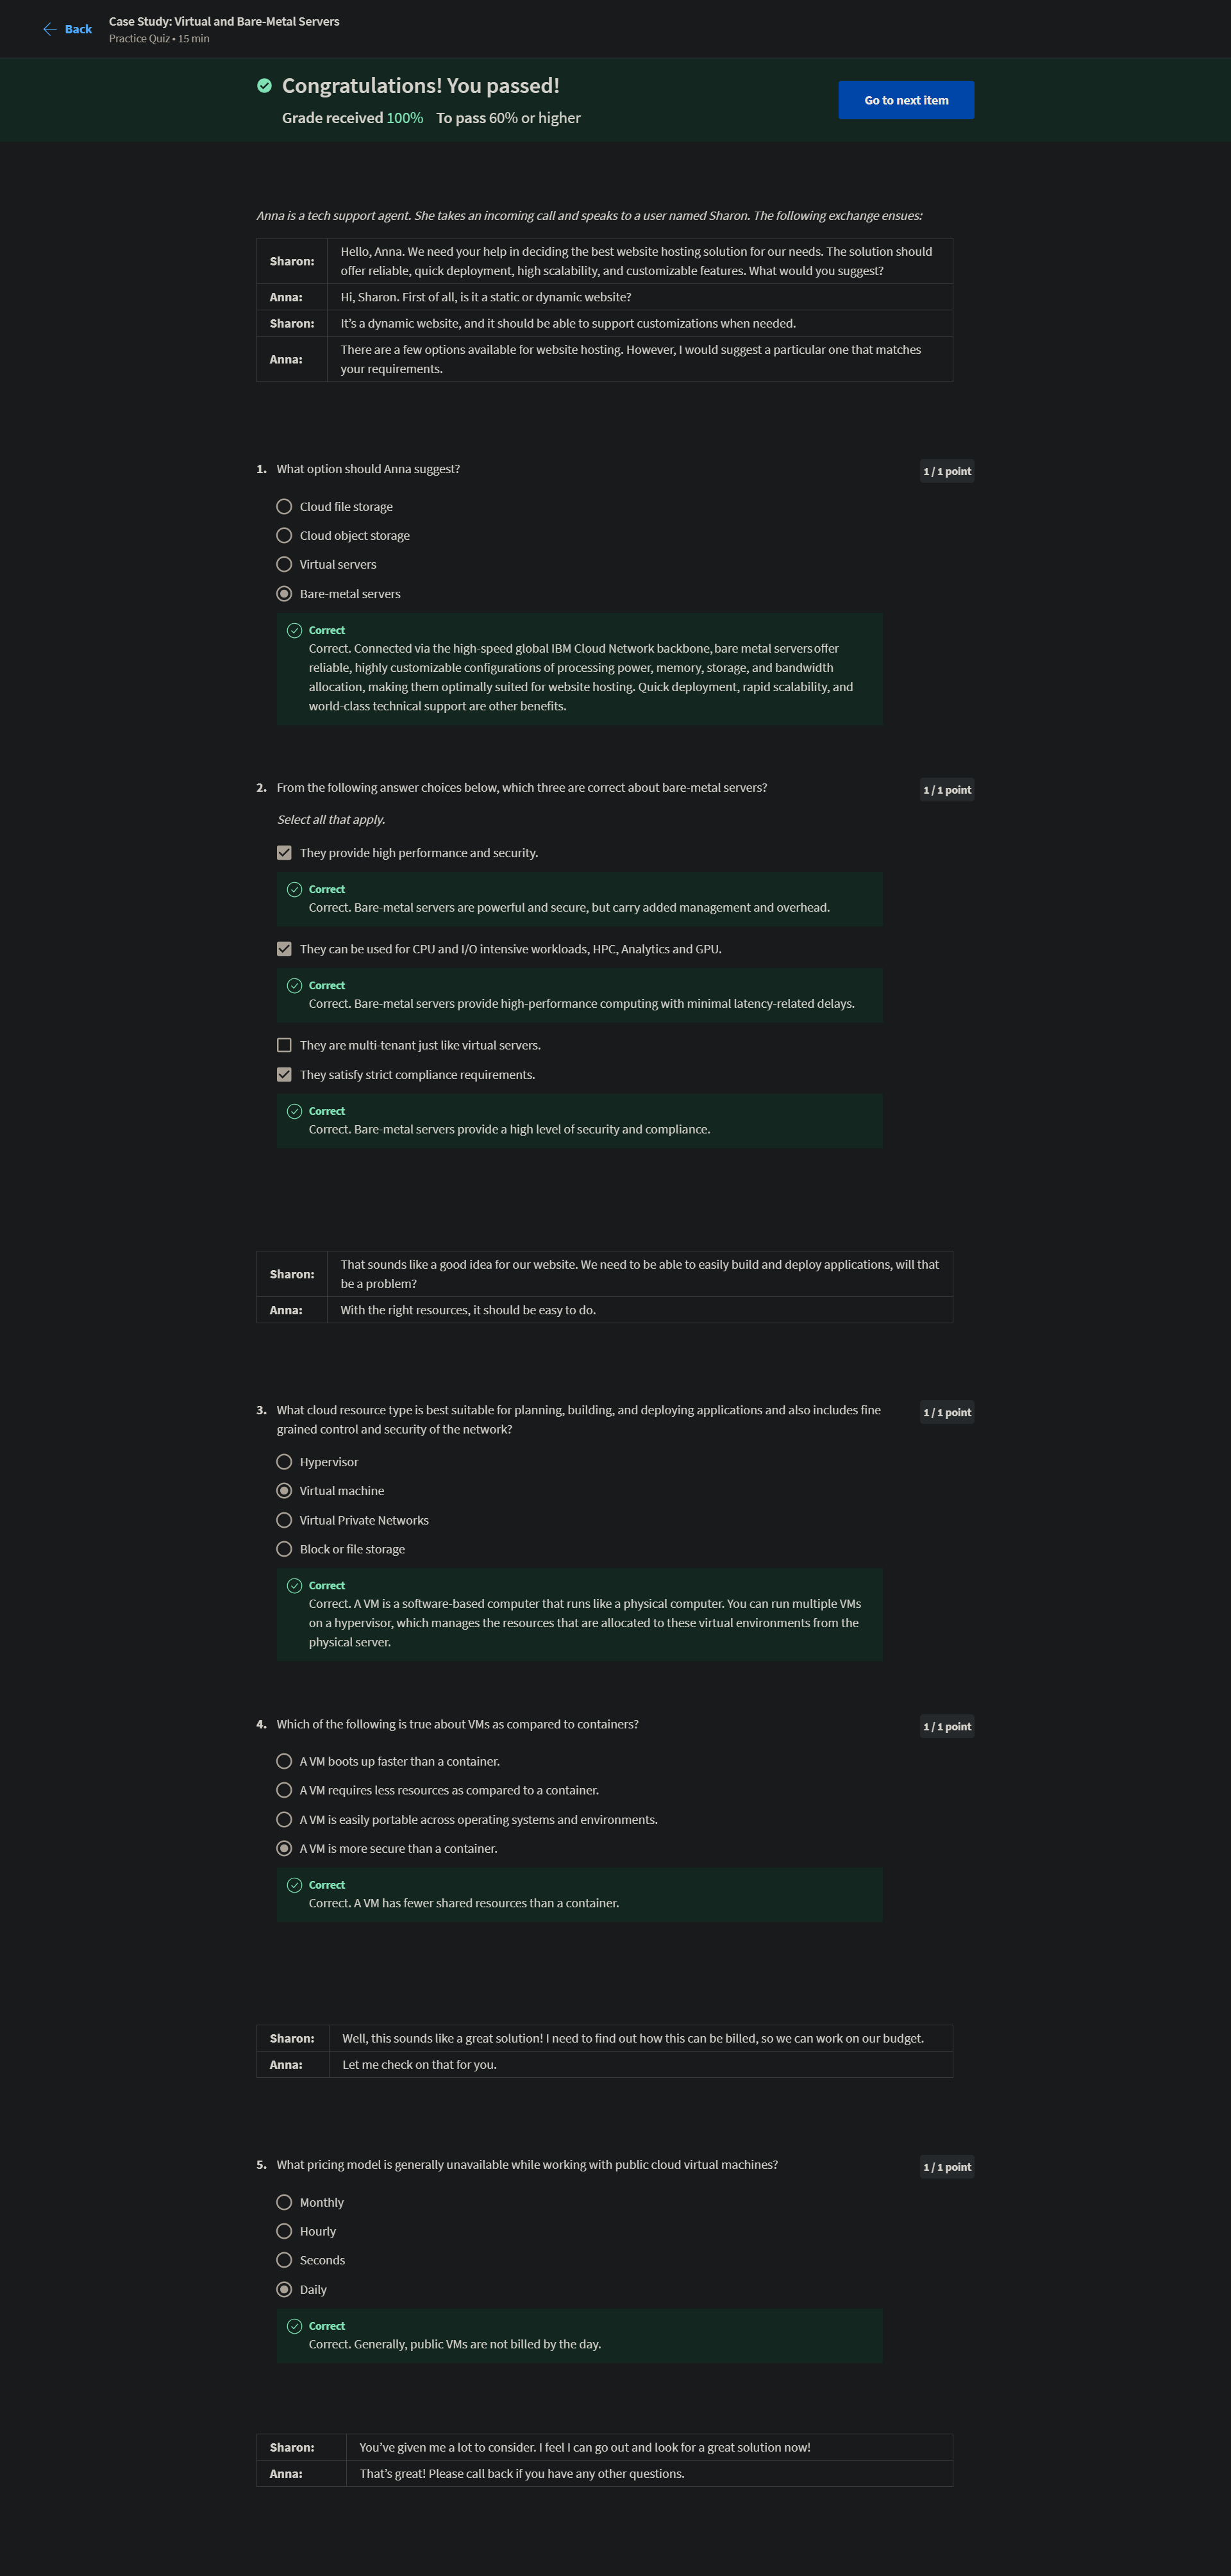 Back
Case Study: Virtual and Bare-Metal Servers
Practice Quiz • 15 min
Congratulations! You passed!
Grade received 100% To pass 60% or higher
Go to next item
Anna is a tech support agent. She takes an incoming call and speaks to a user named Sharon. The following exchange ensues:
Sharon:
Hello, Anna. We need your help in deciding the best website hosting solution for our needs. The solution should
offer reliable, quick deployment, high scalability, and customizable features. What would you suggest?
Anna:
Hi, Sharon. First of all, is it a static or dynamic website?
Sharon:
It’s a dynamic website, and it should be able to support customizations when needed.
Anna:
There are a few options available for website hosting. However, I would suggest a particular one that matches
your requirements.
1. What option should Anna suggest?
1 / 1 point
Cloud file storage
Cloud object storage
Virtual servers
Bare-metal servers
Correct
Correct. Connected via the high-speed global IBM Cloud Network backbone, bare metal servers offer
reliable, highly customizable configurations of processing power, memory, storage, and bandwidth
allocation, making them optimally suited for website hosting. Quick deployment, rapid scalability, and
world-class technical support are other benefits.
2. From the following answer choices below, which three are correct about bare-metal servers?
1 / 1 point
Select all that apply.
They provide high performance and security.
Correct
Correct. Bare-metal servers are powerful and secure, but carry added management and overhead.
They can be used for CPU and I/O intensive workloads, HPC, Analytics and GPU.
Correct
Correct. Bare-metal servers provide high-performance computing with minimal latency-related delays.
They are multi-tenant just like virtual servers.
They satisfy strict compliance requirements.
Correct
Correct. Bare-metal servers provide a high level of security and compliance.
Sharon:
That sounds like a good idea for our website. We need to be able to easily build and deploy applications, will that
be a problem?
Anna:
With the right resources, it should be easy to do.
3. What cloud resource type is best suitable for planning, building, and deploying applications and also includes fine
grained control and security of the network?
1 / 1 point
Hypervisor
Virtual machine
Virtual Private Networks
Block or file storage
Correct
Correct. A VM is a software-based computer that runs like a physical computer. You can run multiple VMs
on a hypervisor, which manages the resources that are allocated to these virtual environments from the
physical server.
4. Which of the following is true about VMs as compared to containers?
1 / 1 point
A VM boots up faster than a container.
A VM requires less resources as compared to a container.
A VM is easily portable across operating systems and environments.
A VM is more secure than a container.
Correct
Correct. A VM has fewer shared resources than a container.
Sharon:
Well, this sounds like a great solution! I need to find out how this can be billed, so we can work on our budget.
Anna:
Let me check on that for you.
5. What pricing model is generally unavailable while working with public cloud virtual machines?
1 / 1 point
Monthly
Hourly
Seconds
Daily
Correct
Correct. Generally, public VMs are not billed by the day.
Sharon:
You’ve given me a lot to consider. I feel I can go out and look for a great solution now!
Anna:
That’s great! Please call back if you have any other questions.